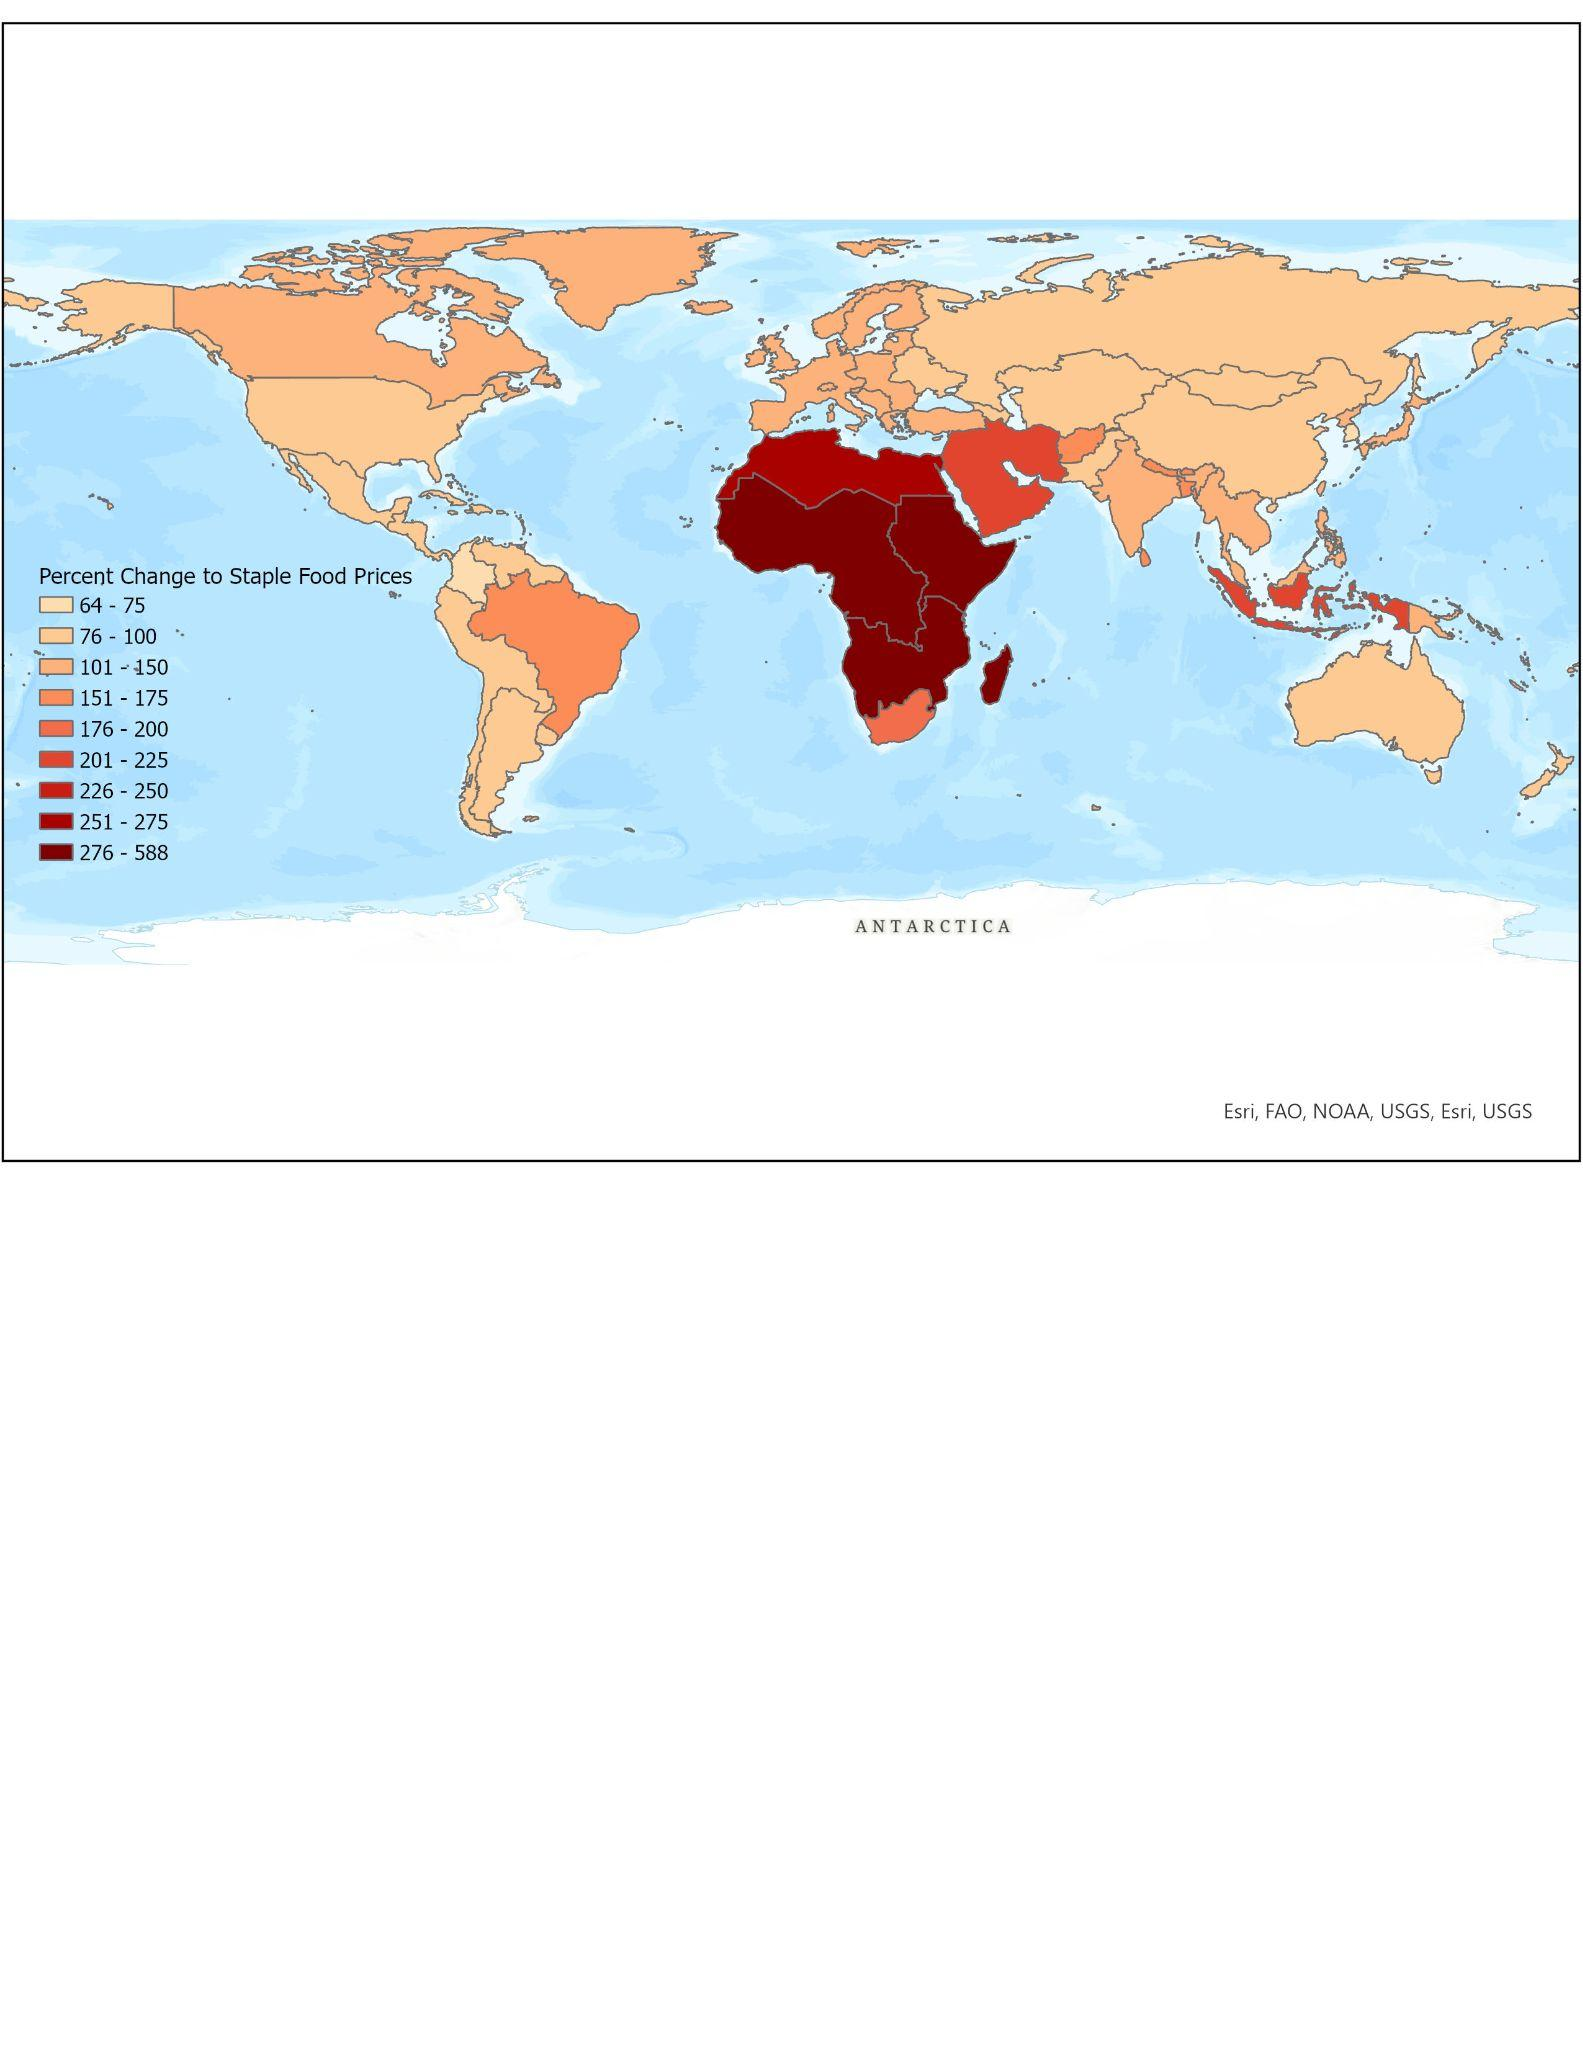 Percent Change to Staple Food Prices
64 - 75
76 - 100
101 - 150
151 - 175
176 - 200
201 - 225
226 - 250
251 - 275
276 - 588
ANTARCTICA
Esri, FAO, NOAA, USGS, Esri, USGS